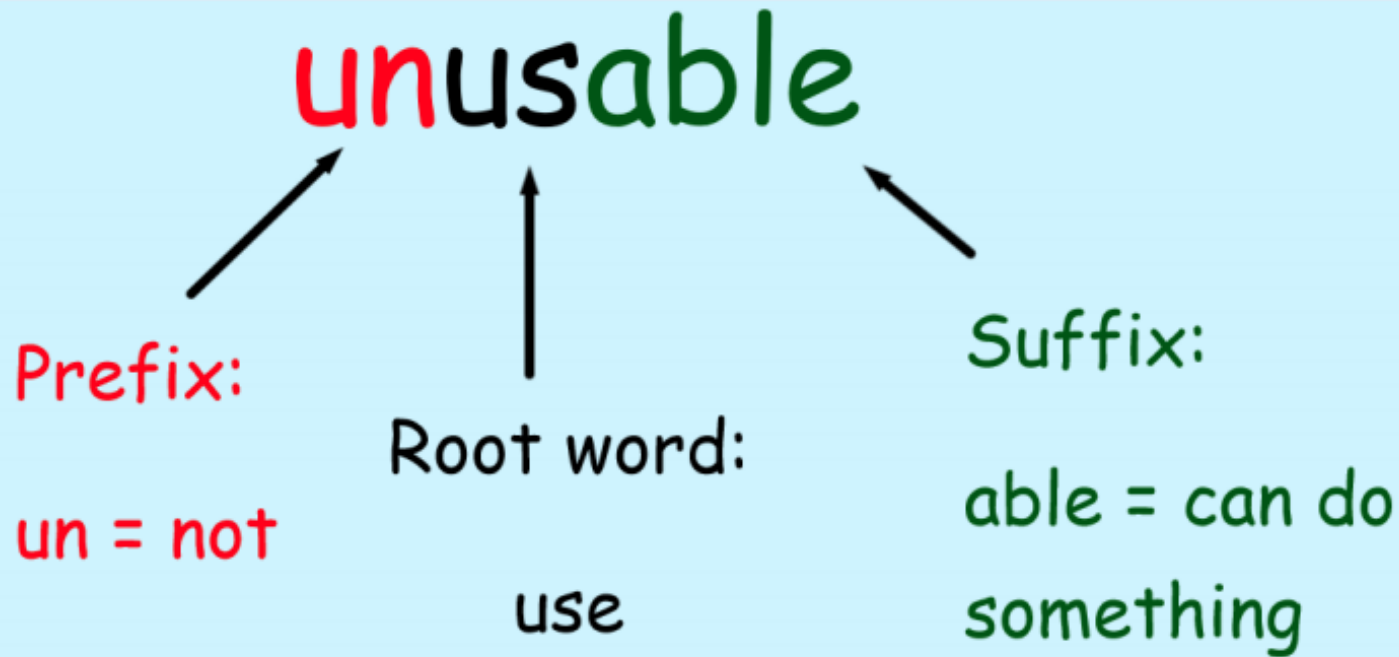 unusable
Prefix:
un = not
Root word:
use
Suffix:
able = can do
something